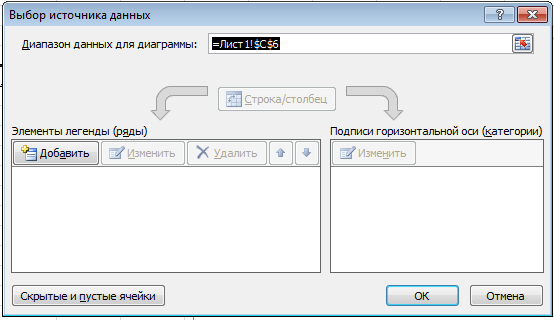 Выбор источника данных
Диапазон данных для диаграммы: =Лист1!$C$6
Строка/столбец
Элементы легенды (ряды)
Подписи горизонтальной оси (категории)
Добавить Изменить Удалить
Изменить
Скрытые и пустые ячейки
ОК Отмена